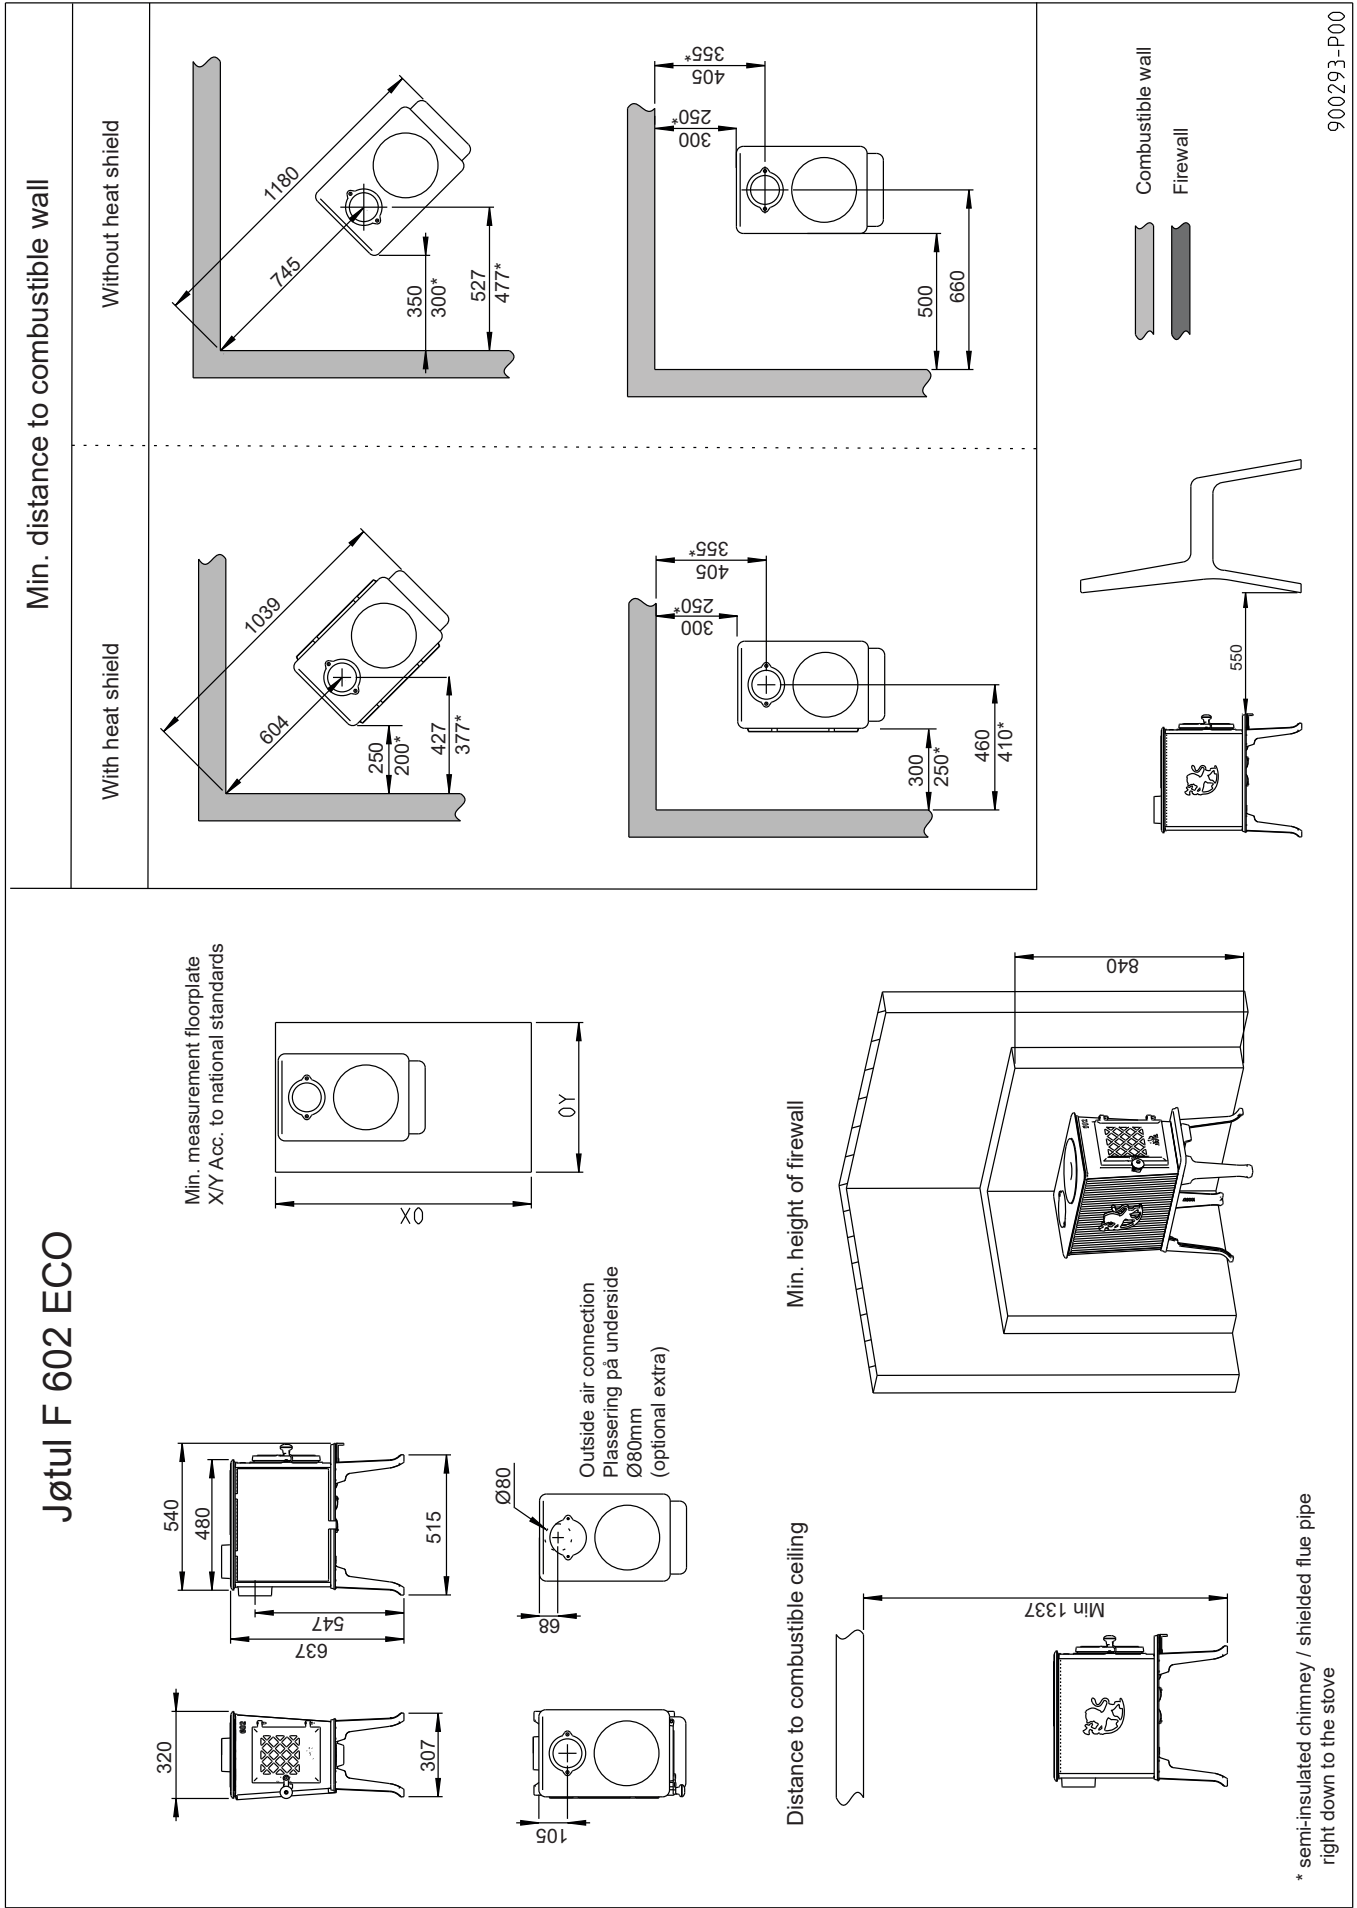 Jøtul F 602 ECO
320
307
540
480
637
547
515
105
Ø80
68
Outside air connection
Plassering på underside
Ø80mm
(optional extra)
Min. measurement floorplate
X/Y Acc. to national standards
0X
0Y
Distance to combustible ceiling
Min 1337
Min. height of firewall
840
602
602
* semi-insulated chimney / shielded flue pipe
right down to the stove
Min. distance to combustible wall
With heat shield
Without heat shield
1039
604
250
200*
427
377*
1180
745
350
300*
527
477*
300
250*
405
355*
300
250*
460
410*
300
250*
405
355*
500
660
550
Combustible wall
Firewall
900293-P00